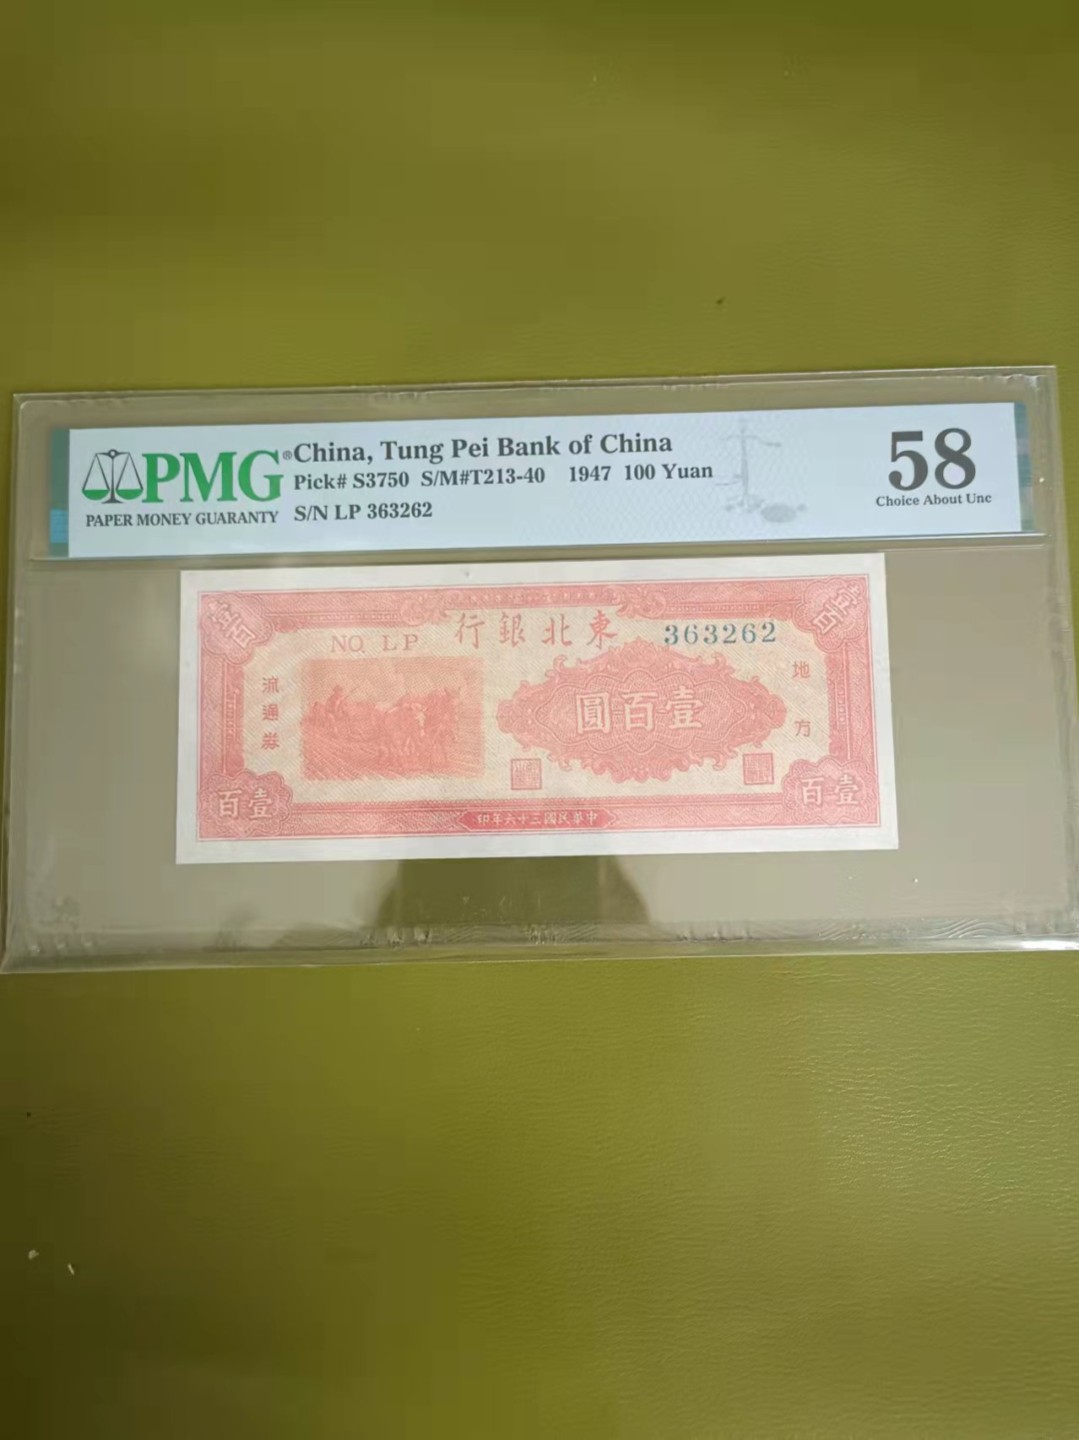 PMG®
PAPER MONEY GUARANTY
China, Tung Pei Bank of China
Pick# S3750 S/M#T213-40 1947 100 Yuan
S/N LP 363262
58
Choice About Unc
壹百
壹百
行銀北東
NO. LP
363262
流通券
圓百壹
地方
百壹
百壹
印年六十三國民華中